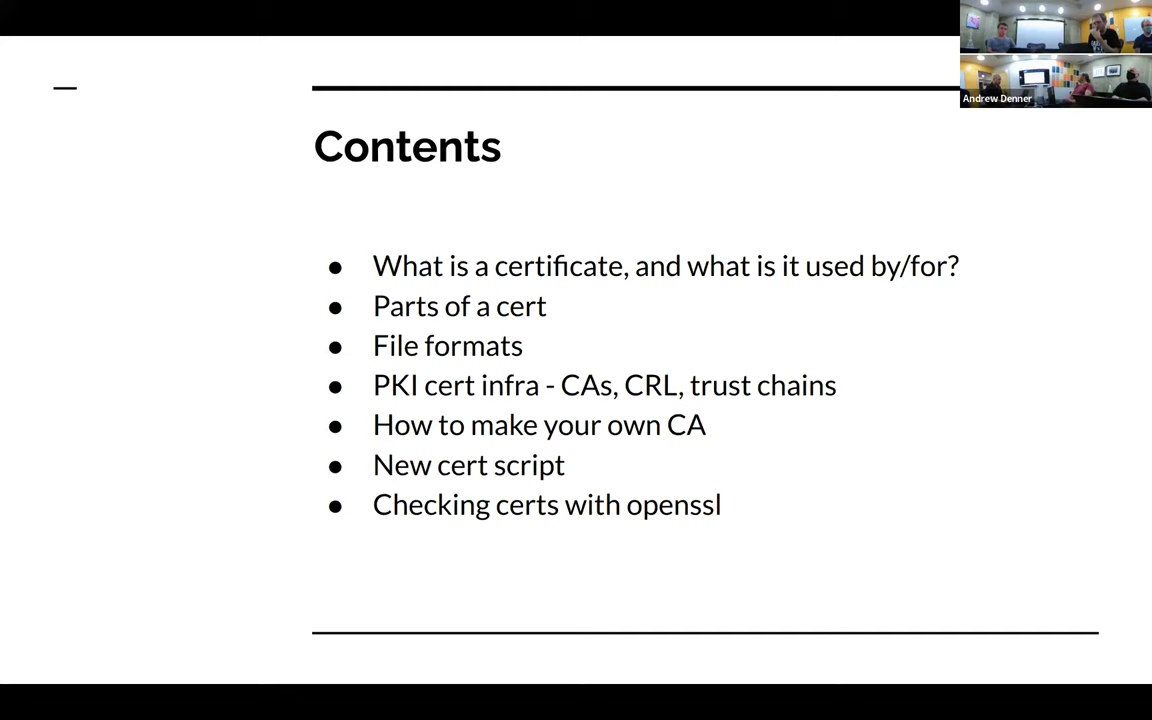 Contents
● What is a certificate, and what is it used by/for?
● Parts of a cert
● File formats
● PKI cert infra - CAs, CRL, trust chains
● How to make your own CA
● New cert script
● Checking certs with openssl
Andrew Denner